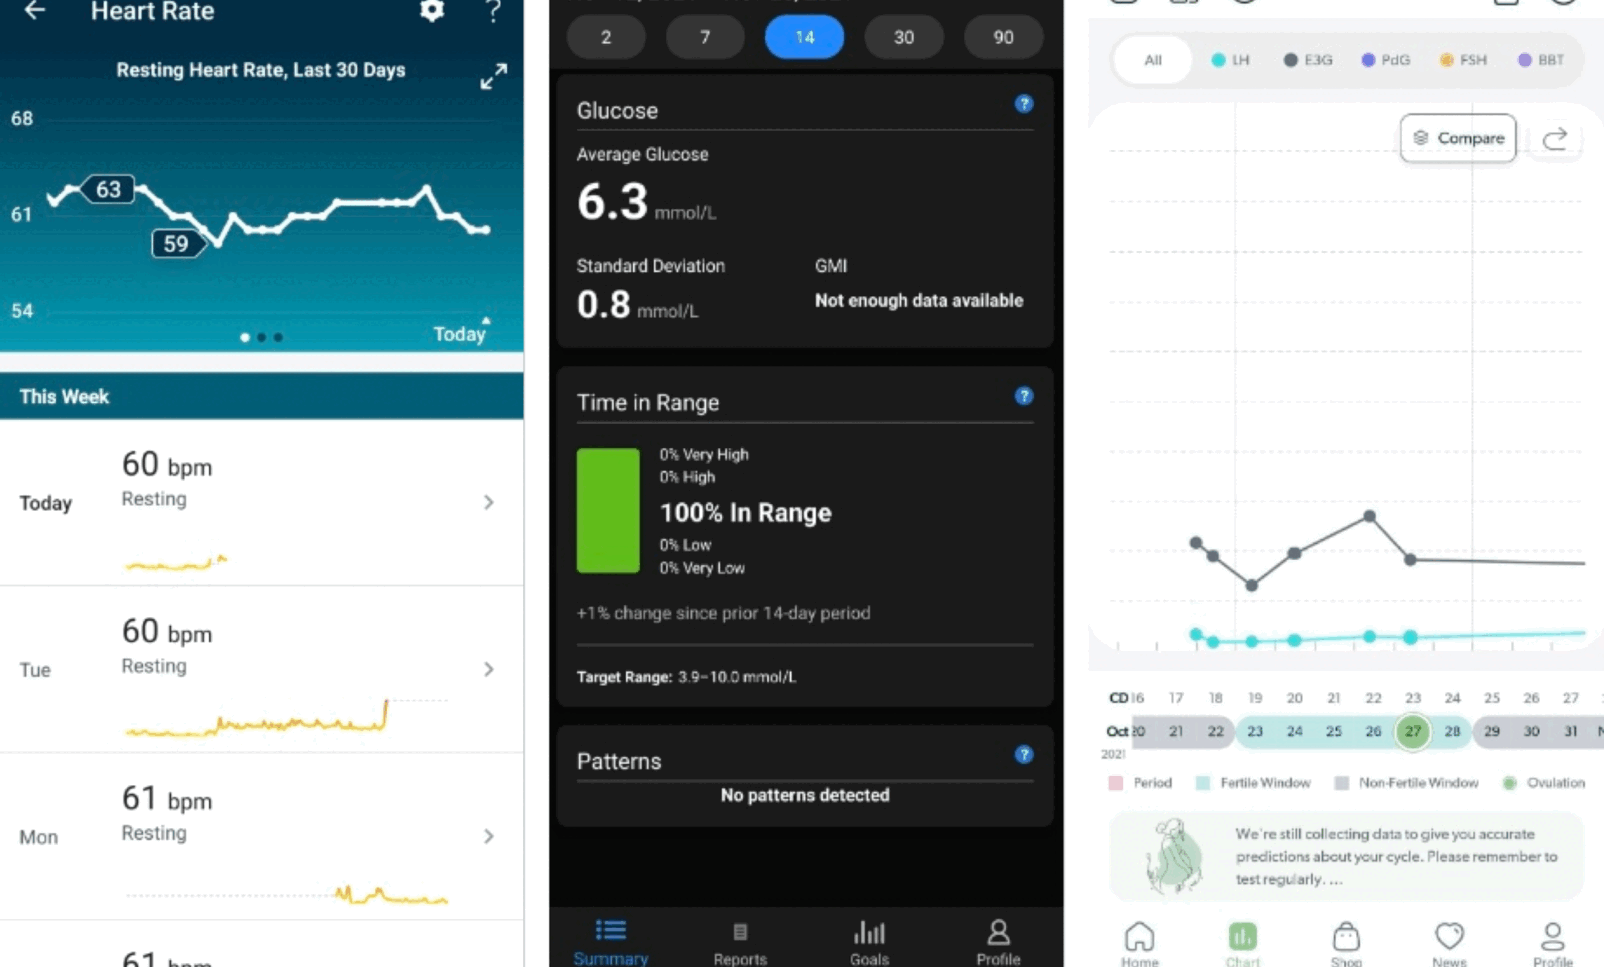 Heart Rate
?
Resting Heart Rate, Last 30 Days
68
63
61
59
54
Today
This Week
60 bpm
Resting
Today
60 bpm
Resting
Tue
61 bpm
Resting
Mon
61 bpm
2
7
14
30
90
Glucose
?
Average Glucose
6.3 mmol/L
Standard Deviation
GMI
0.8 mmol/L
Not enough data available
Time in Range
?
0% Very High
0% High
100% In Range
0% Low
0% Very Low
+1% change since prior 14-day period
Target Range: 3.9–10.0 mmol/L
Patterns
?
No patterns detected
Summary
Reports
Goals
Profile
All
LH
E3G
PdG
FSH
BBT
Compare
CD 16 17 18 19 20 21 22 23 24 25 26 27
Oct 20 21 22 23 24 25 26 27 28 29 30 31 N
2021
Period
Fertile Window
Non-Fertile Window
Ovulation
We're still collecting data to give you accurate
predictions about your cycle. Please remember to
test regularly. ...
Home
Chart
Shop
News
Profile